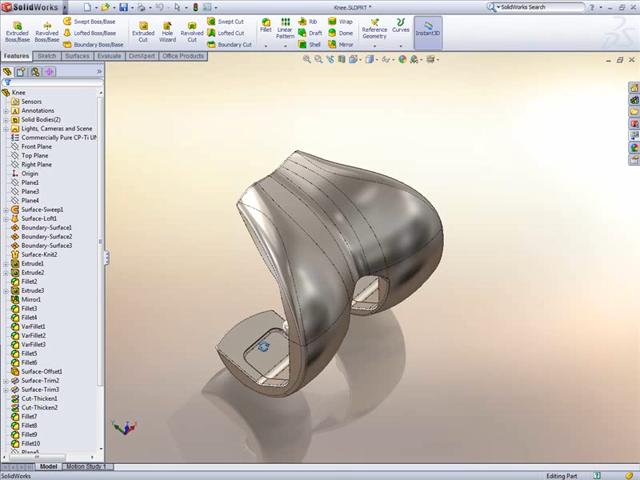 SolidWorks
Knee.SLDPRT *
SolidWorks Search
Extruded Boss/Base
Revolved Boss/Base
Swept Boss/Base
Lofted Boss/Base
Boundary Boss/Base
Extruded Cut
Hole Wizard
Revolved Cut
Swept Cut
Lofted Cut
Boundary Cut
Fillet
Linear Pattern
Rib
Draft
Shell
Wrap
Dome
Mirror
Reference Geometry
Curves
Instant3D
Features
Sketch
Surfaces
Evaluate
DimXpert
Office Products
Knee
Sensors
Annotations
Solid Bodies(2)
Lights, Cameras and Scene
Commercially Pure CP-Ti UN
Front Plane
Top Plane
Right Plane
Origin
Plane1
Plane3
Plane4
Surface-Sweep1
Surface-Loft1
Boundary-Surface1
Boundary-Surface2
Boundary-Surface3
Surface-Knit2
Extrude1
Extrude2
Fillet2
Extrude3
Mirror1
Fillet3
Fillet4
VarFillet1
VarFillet2
VarFillet3
Fillet5
Fillet6
Surface-Offset1
Surface-Trim2
Surface-Trim3
Cut-Thicken1
Cut-Thicken2
Fillet7
Fillet8
Fillet9
Fillet10
Plane5
Model
Motion Study 1
SolidWorks
Editing Part